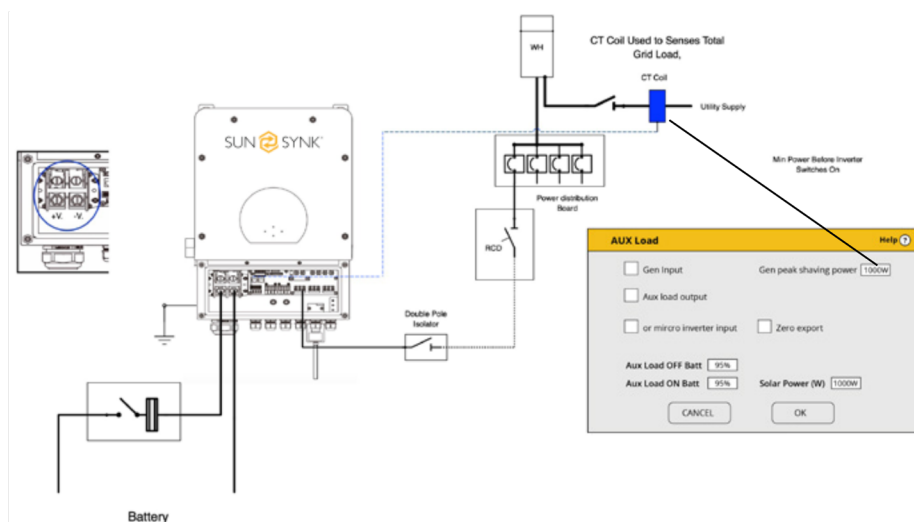 WH
CT Coil Used to Senses Total
Grid Load,
CT Coil
Utility Supply
SUN SYNK
+V. -V.
Power distribution
Board
Min Power Before Inverter
Switches On
RCD
Double Pole
Isolator
AUX Load Help ?
Gen Input Gen peak shaving power 1000W
Aux load output
or mircro inverter input Zero export
Aux Load OFF Batt 95%
Aux Load ON Batt 95% Solar Power (W) 1000W
CANCEL OK
Battery